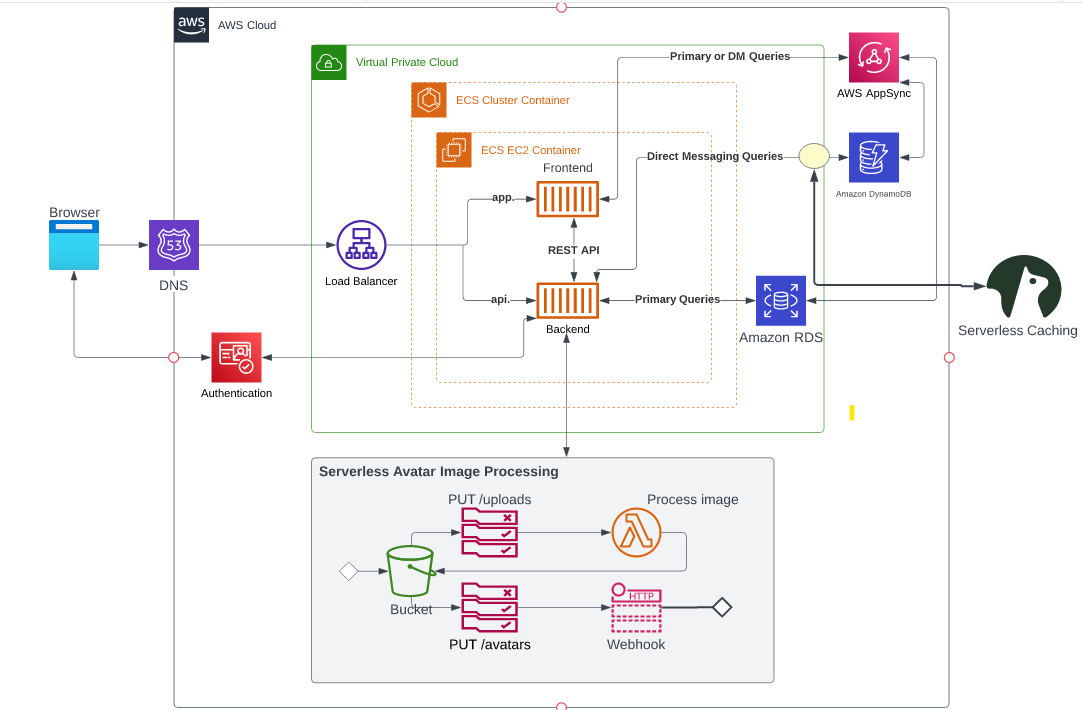 aws
AWS Cloud
Virtual Private Cloud
Primary or DM Queries
AWS AppSync
ECS Cluster Container
ECS EC2 Container
Frontend
Direct Messaging Queries
Amazon DynamoDB
app.
Browser
53
DNS
Load Balancer
REST API
api.
Backend
Primary Queries
Amazon RDS
Serverless Caching
Authentication
Serverless Avatar Image Processing
PUT /uploads
Process image
Bucket
HTTP
PUT /avatars
Webhook